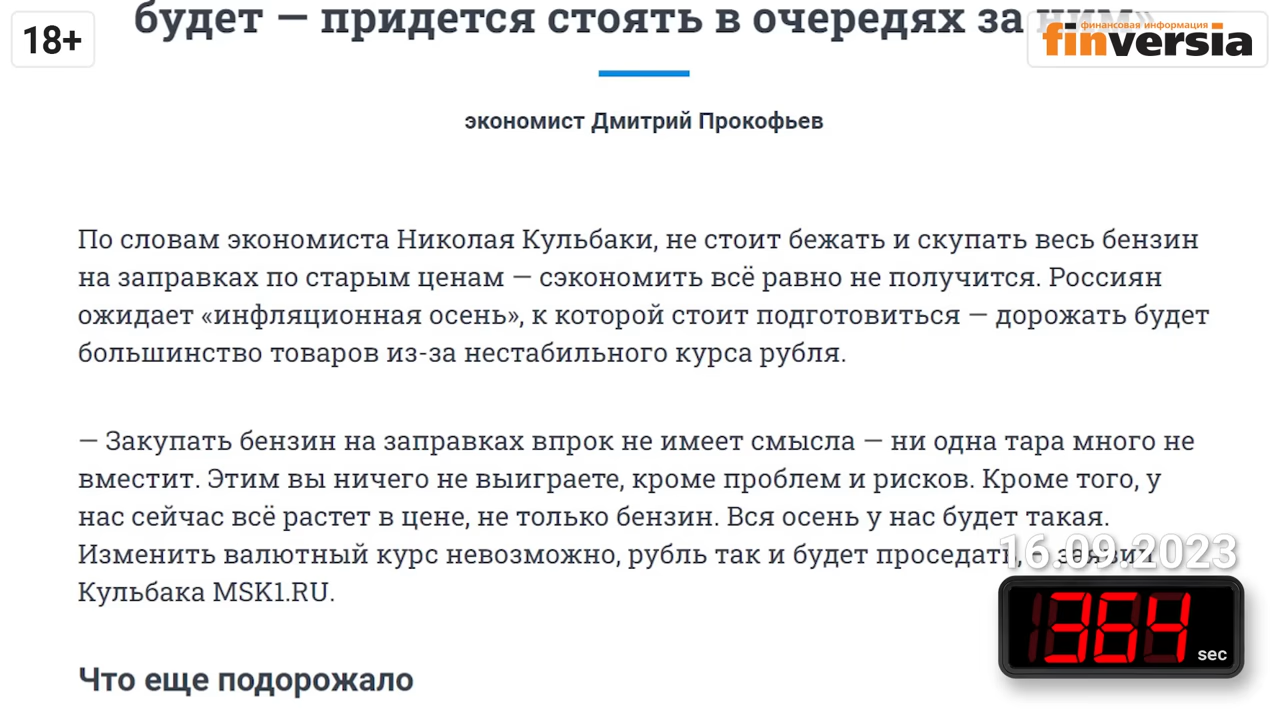 будет — придется стоять в очередях за ним»
18+
финансовая информация
finversia
экономист Дмитрий Прокофьев
По словам экономиста Николая Кульбаки, не стоит бежать и скупать весь бензин
на заправках по старым ценам — сэкономить всё равно не получится. Россиян
ожидает «инфляционная осень», к которой стоит подготовиться — дорожать будет
большинство товаров из-за нестабильного курса рубля.
— Закупать бензин на заправках впрок не имеет смысла — ни одна тара много не
вместит. Этим вы ничего не выиграете, кроме проблем и рисков. Кроме того, у
нас сейчас всё растет в цене, не только бензин. Вся осень у нас будет такая.
Изменить валютный курс невозможно, рубль так и будет проседать, — заявил
Кульбака MSK1.RU.
16.09.2023
364 sec
Что еще подорожало